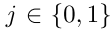 j ∈ {0, 1}